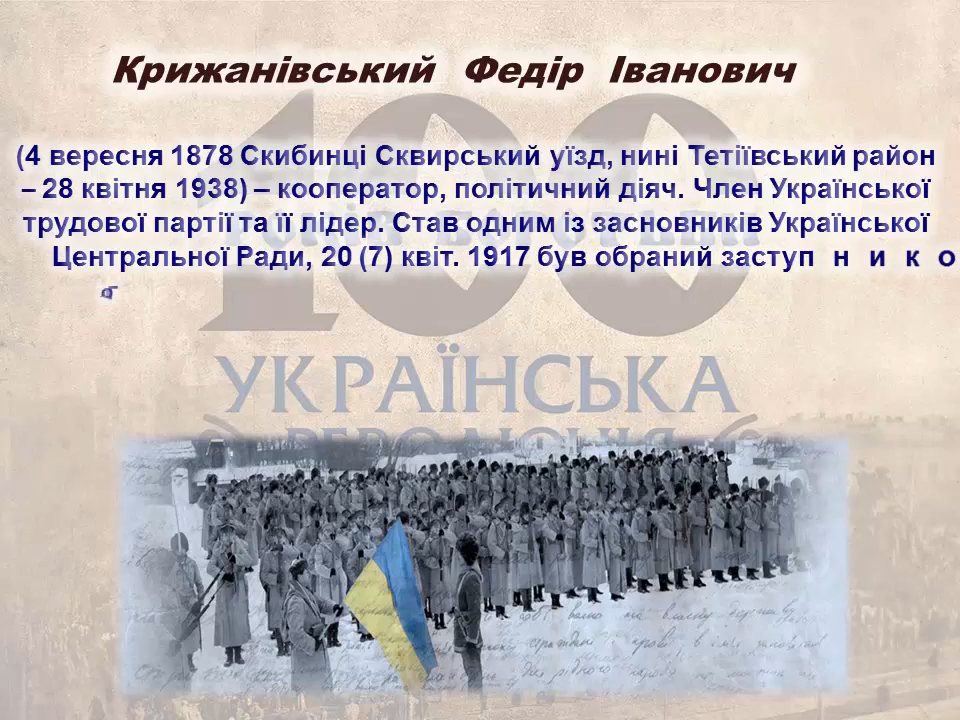 Крижанівський Федір Іванович
(4 вересня 1878 Скибинці Сквирський уїзд, нині Тетіївський район
– 28 квітня 1938) – кооператор, політичний діяч. Член Української
трудової партії та її лідер. Став одним із засновників Української
Центральної Ради, 20 (7) квіт. 1917 був обраний заступ н и к о
100
УКРАЇНСЬКА
РЕВОЛЮЦІЯ